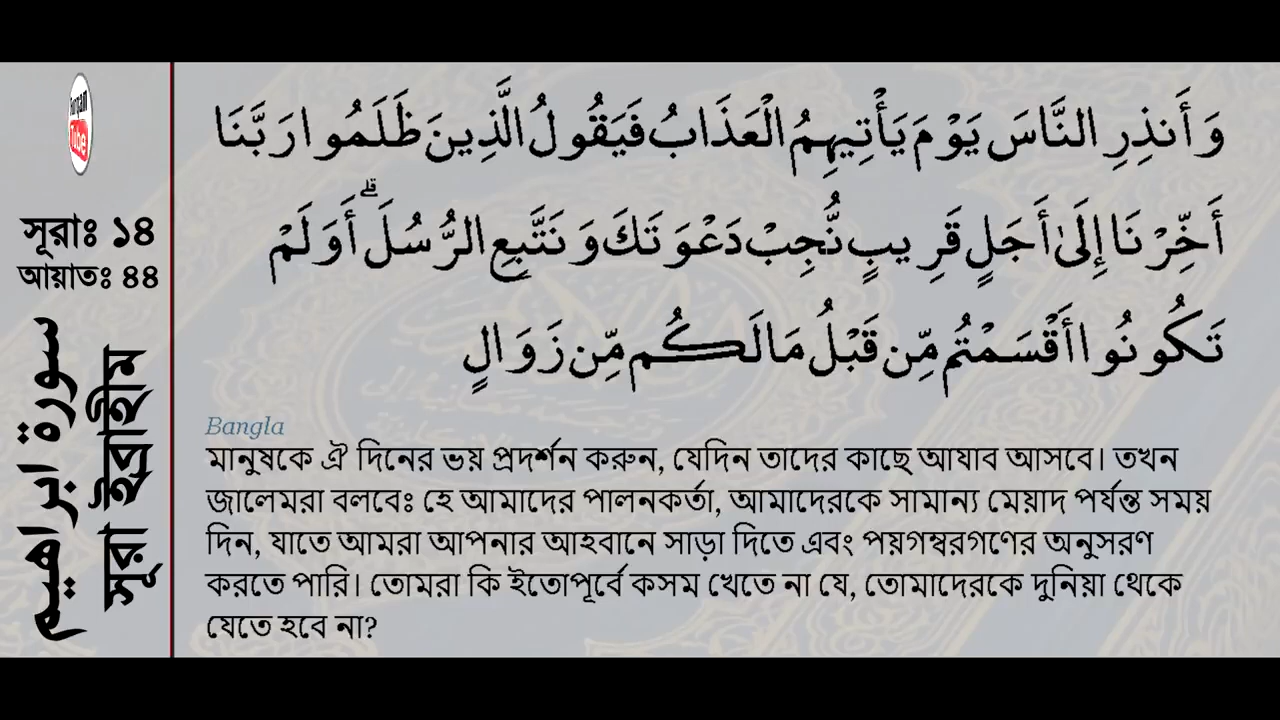 Quraan
Tube
সূরাঃ ১৪
আয়াতঃ ৪৪
سورة ابراهيم
সূরা ইব্রাহীম
وَأَنذِرِ النَّاسَ يَوْمَ يَأْتِيهِمُ الْعَذَابُ فَيَقُولُ الَّذِينَ ظَلَمُوا رَبَّنَا
أَخِّرْنَا إِلَىٰ أَجَلٍ قَرِيبٍ نُّجِبْ دَعْوَتَكَ وَنَتَّبِعِ الرُّسُلَ ۗ أَوَلَمْ
تَكُونُوا أَقْسَمْتُم مِّن قَبْلُ مَا لَكُم مِّن زَوَالٍ
Bangla
মানুষকে ঐ দিনের ভয় প্রদর্শন করুন, যেদিন তাদের কাছে আযাব আসবে। তখন
জালেমরা বলবেঃ হে আমাদের পালনকর্তা, আমাদেরকে সামান্য মেয়াদ পর্যন্ত সময়
দিন, যাতে আমরা আপনার আহবানে সাড়া দিতে এবং পয়গম্বরগণের অনুসরণ
করতে পারি। তোমরা কি ইতোপূর্বে কসম খেতে না যে, তোমাদেরকে দুনিয়া থেকে
যেতে হবে না?